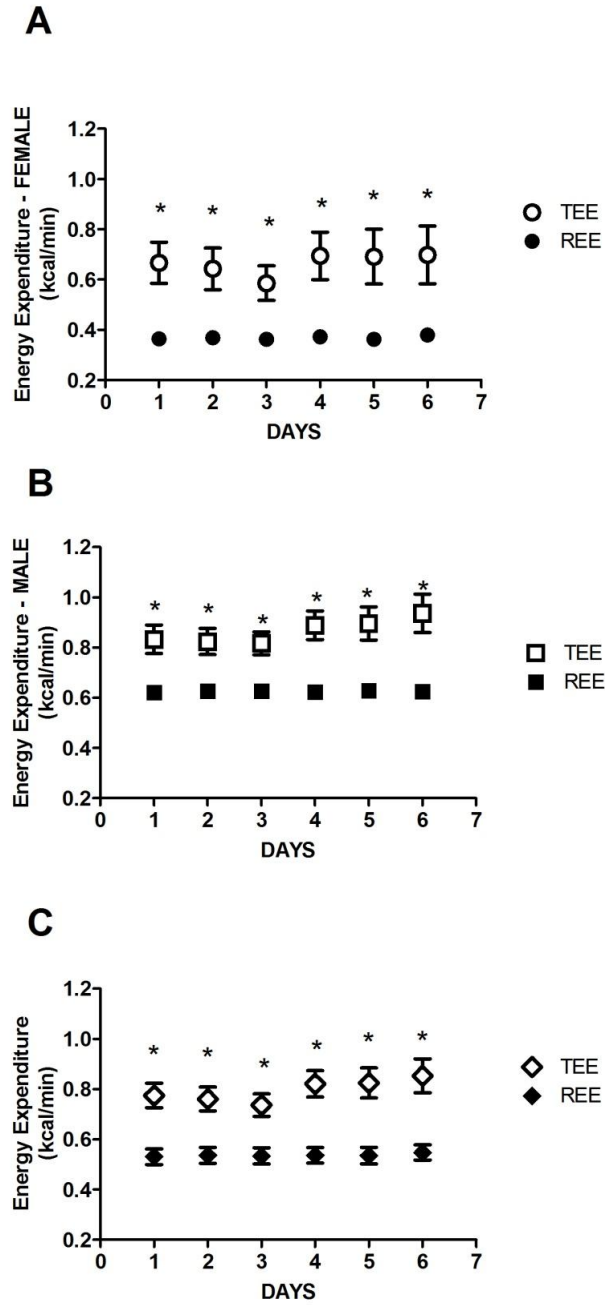 A
Energy Expenditure - FEMALE
(kcal/min)
1.2
1.0
0.8
0.6
0.4
0.2
* * * * * *
0 1 2 3 4 5 6 7
DAYS
TEE
REE
B
Energy Expenditure - MALE
(kcal/min)
1.2
1.0
0.8
0.6
0.4
0.2
* * * * * *
0 1 2 3 4 5 6 7
DAYS
TEE
REE
C
Energy Expenditure
(kcal/min)
1.2
1.0
0.8
0.6
0.4
0.2
* * * * * *
0 1 2 3 4 5 6 7
DAYS
TEE
REE